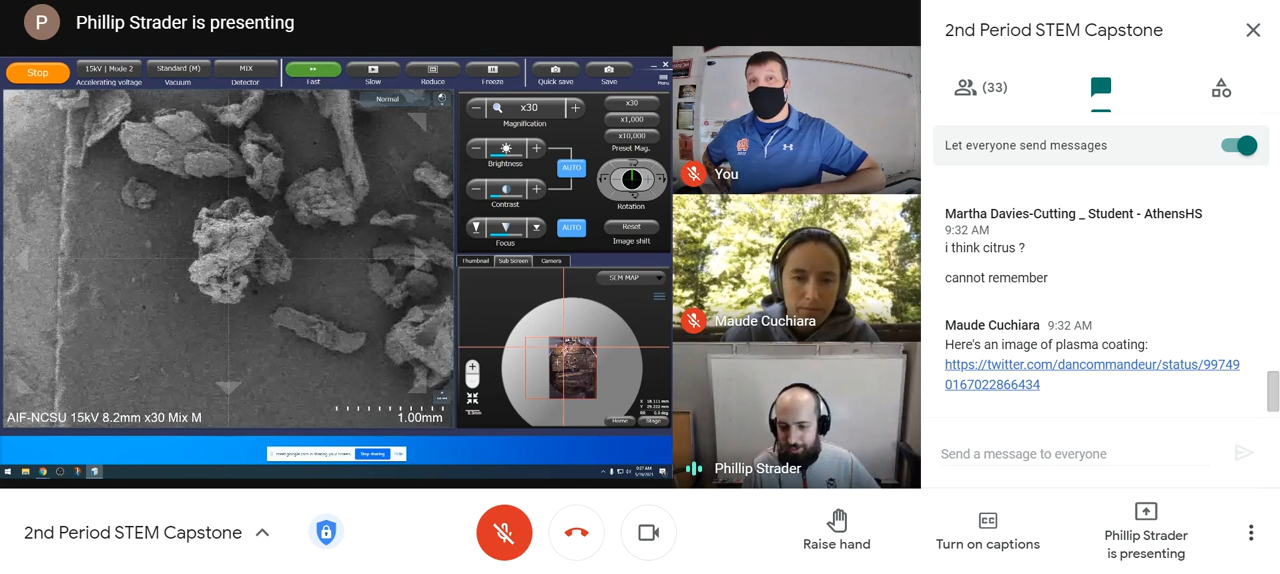 P
Phillip Strader is presenting
Stop
15kV | Mode 2
Accelerating voltage
Standard (M)
Vacuum
MIX
Detector
Fast
Slow
Reduce
Freeze
Quick save
Save
Menu
Normal
x30
Magnification
x30
x1,000
x10,000
Preset Mag.
Brightness
AUTO
Contrast
Rotation
AUTO
Focus
Reset
Image shift
Thumbnail
Sub Screen
Camera
SEM MAP
Home
Stage
AIF-NCSU 15kV 8.2mm x30 Mix M
1.00mm
Stop sharing
You
Maude Cuchiara
Phillip Strader
2nd Period STEM Capstone
(33)
Let everyone send messages
Martha Davies-Cutting _ Student - AthensHS
9:32 AM
i think citrus ?
cannot remember
Maude Cuchiara 9:32 AM
Here's an image of plasma coating:
https://twitter.com/dancommandeur/status/99749
0167022866434
Send a message to everyone
2nd Period STEM Capstone
Raise hand
CC
Turn on captions
Phillip Strader
is presenting